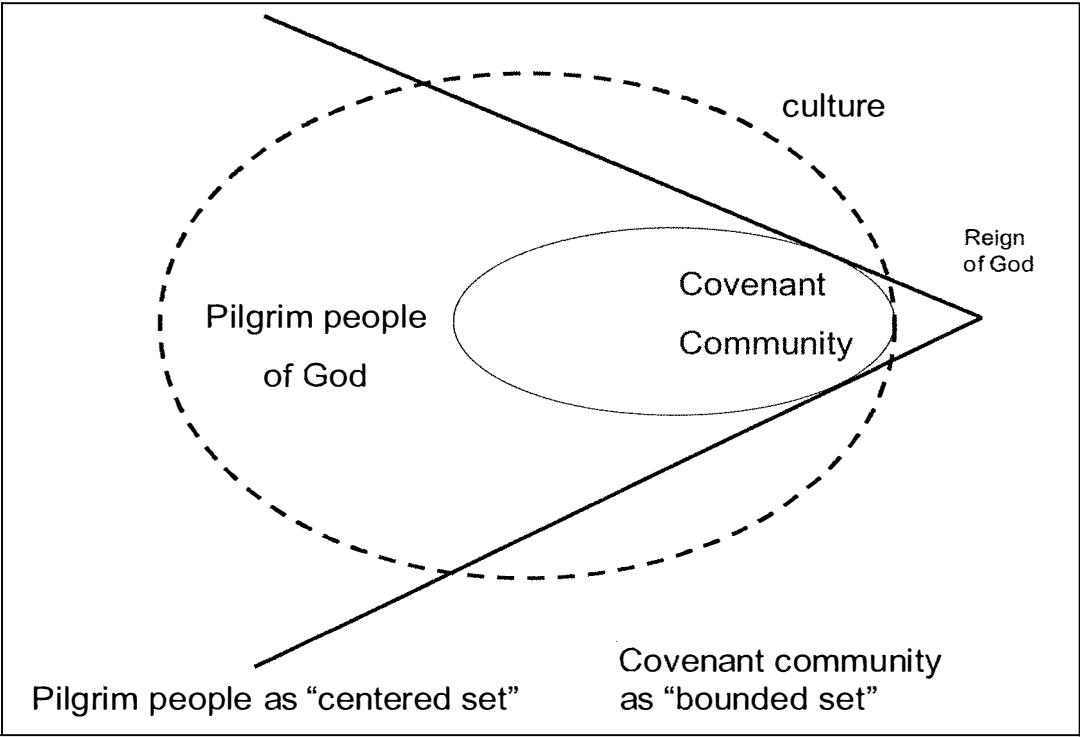 culture
Reign
of God
Covenant
Pilgrim people
Community
of God
Covenant community
Pilgrim people as “centered set”
as “bounded set”